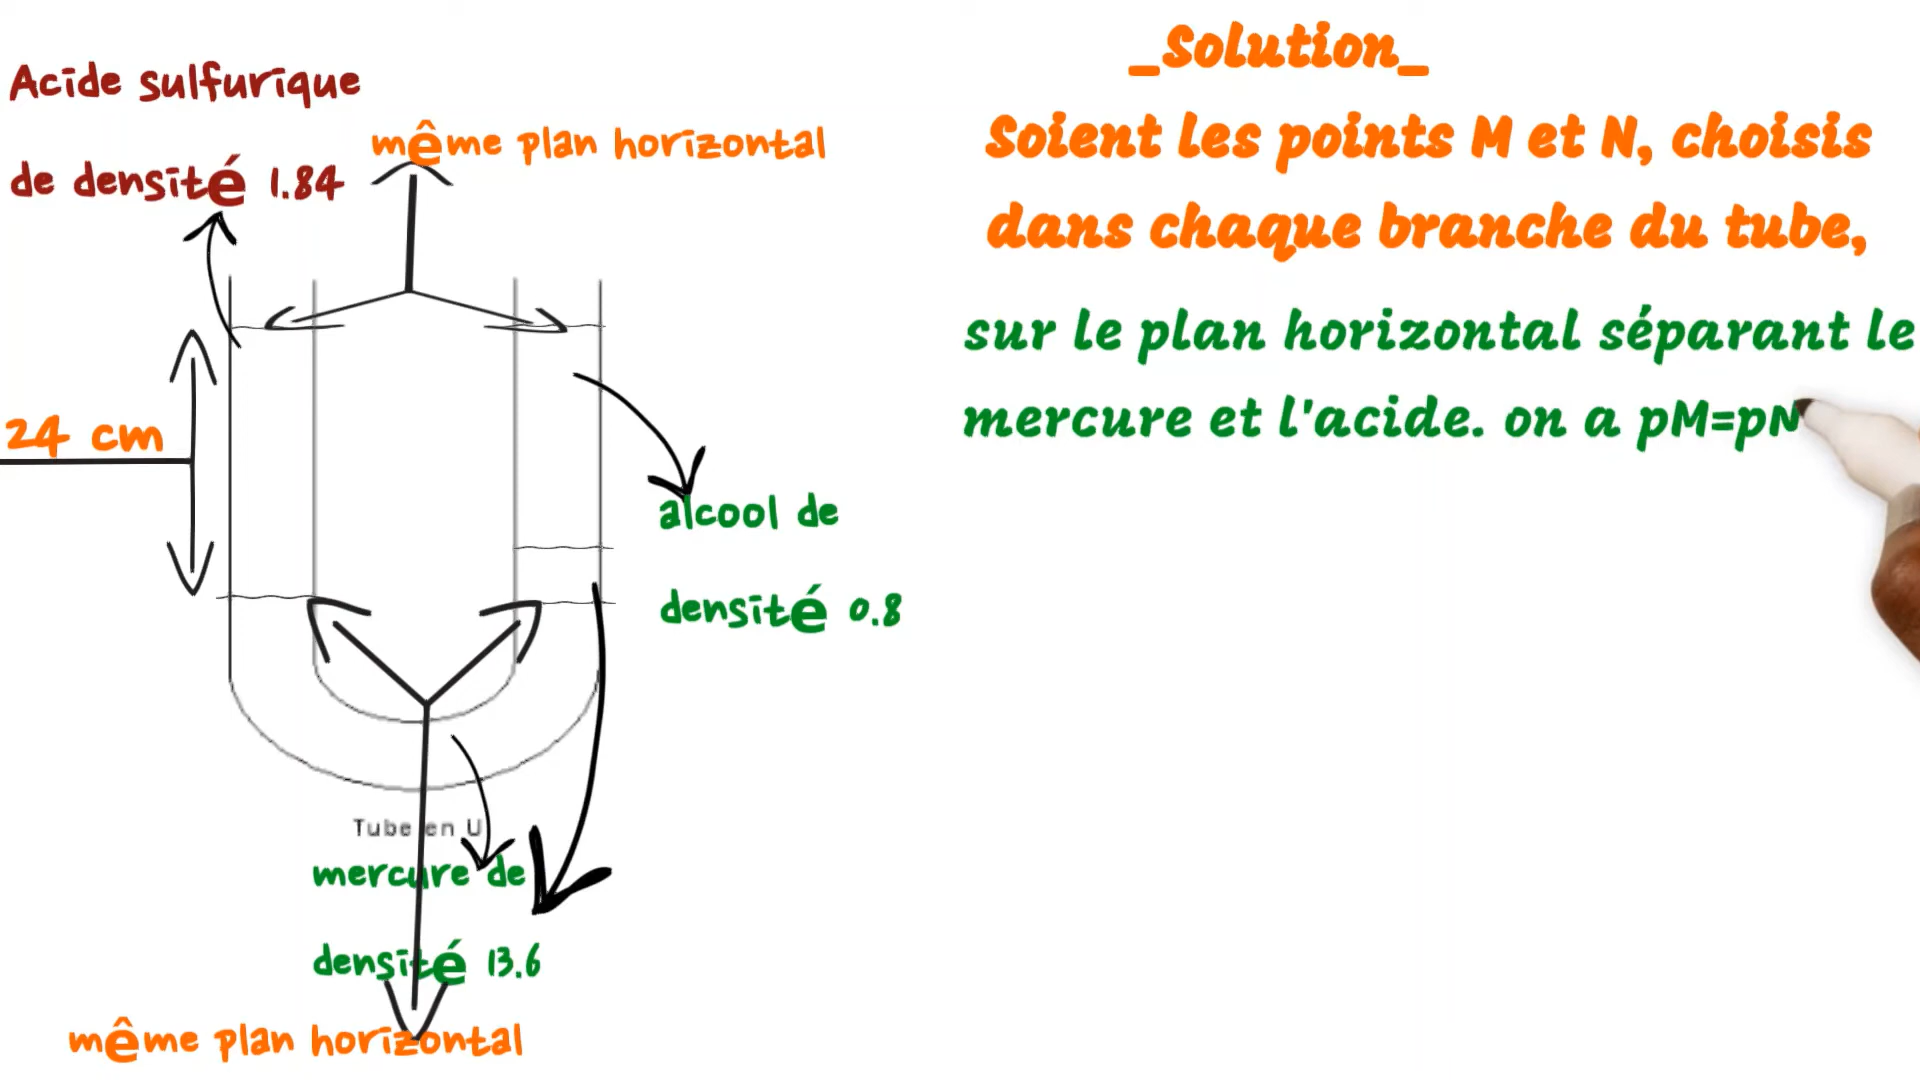 _Solution_
Acide sulfurique
de densité 1.84
même plan horizontal
Soient les points M et N, choisis
dans chaque branche du tube,
sur le plan horizontal séparant le
mercure et l'acide. on a pM=pN
24 cm
alcool de
densité 0.8
Tube en U
mercure de
densité 13.6
même plan horizontal